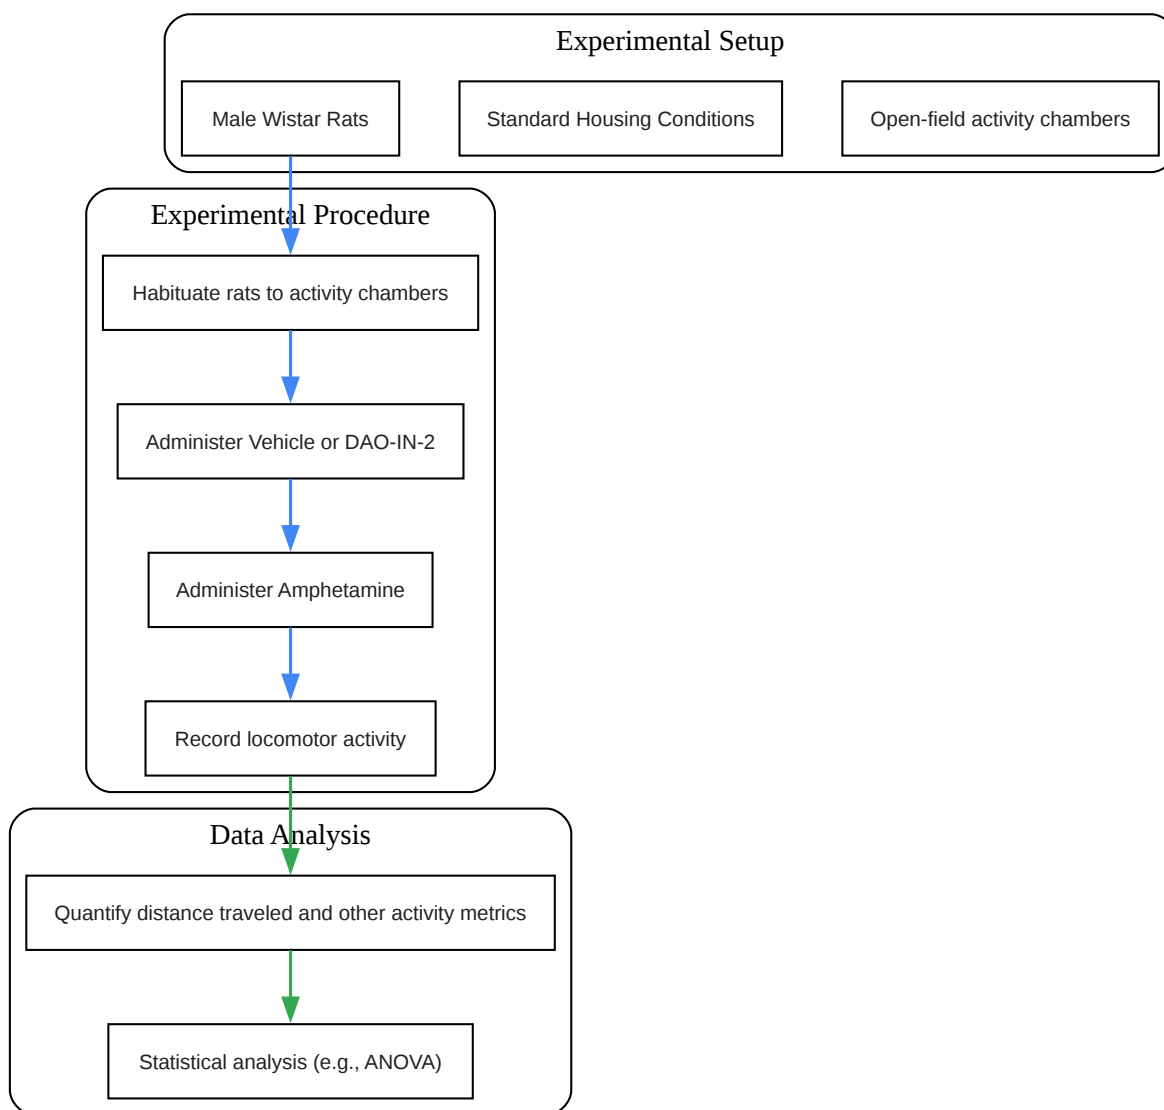 Experimental Setup
Male Wistar Rats
Standard Housing Conditions
Open-field activity chambers
Experimental Procedure
Habituate rats to activity chambers
Administer Vehicle or DAO-IN-2
Administer Amphetamine
Record locomotor activity
Data Analysis
Quantify distance traveled and other activity metrics
Statistical analysis (e.g., ANOVA)